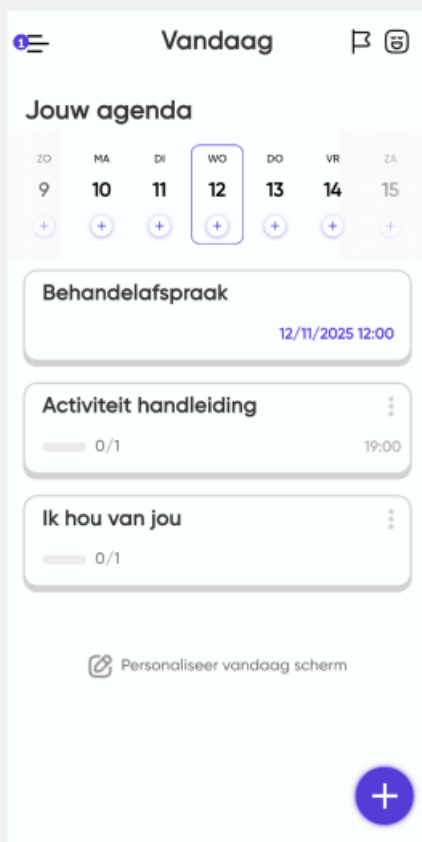 1
Vandaag
Jouw agenda
ZO MA DI WO DO VR ZA
9 10 11 12 13 14 15
+ + + + + + +
Behandelafspraak
12/11/2025 12:00
Activiteit handleiding
0/1 19:00
Ik hou van jou
0/1
Personaliseer vandaag scherm
+